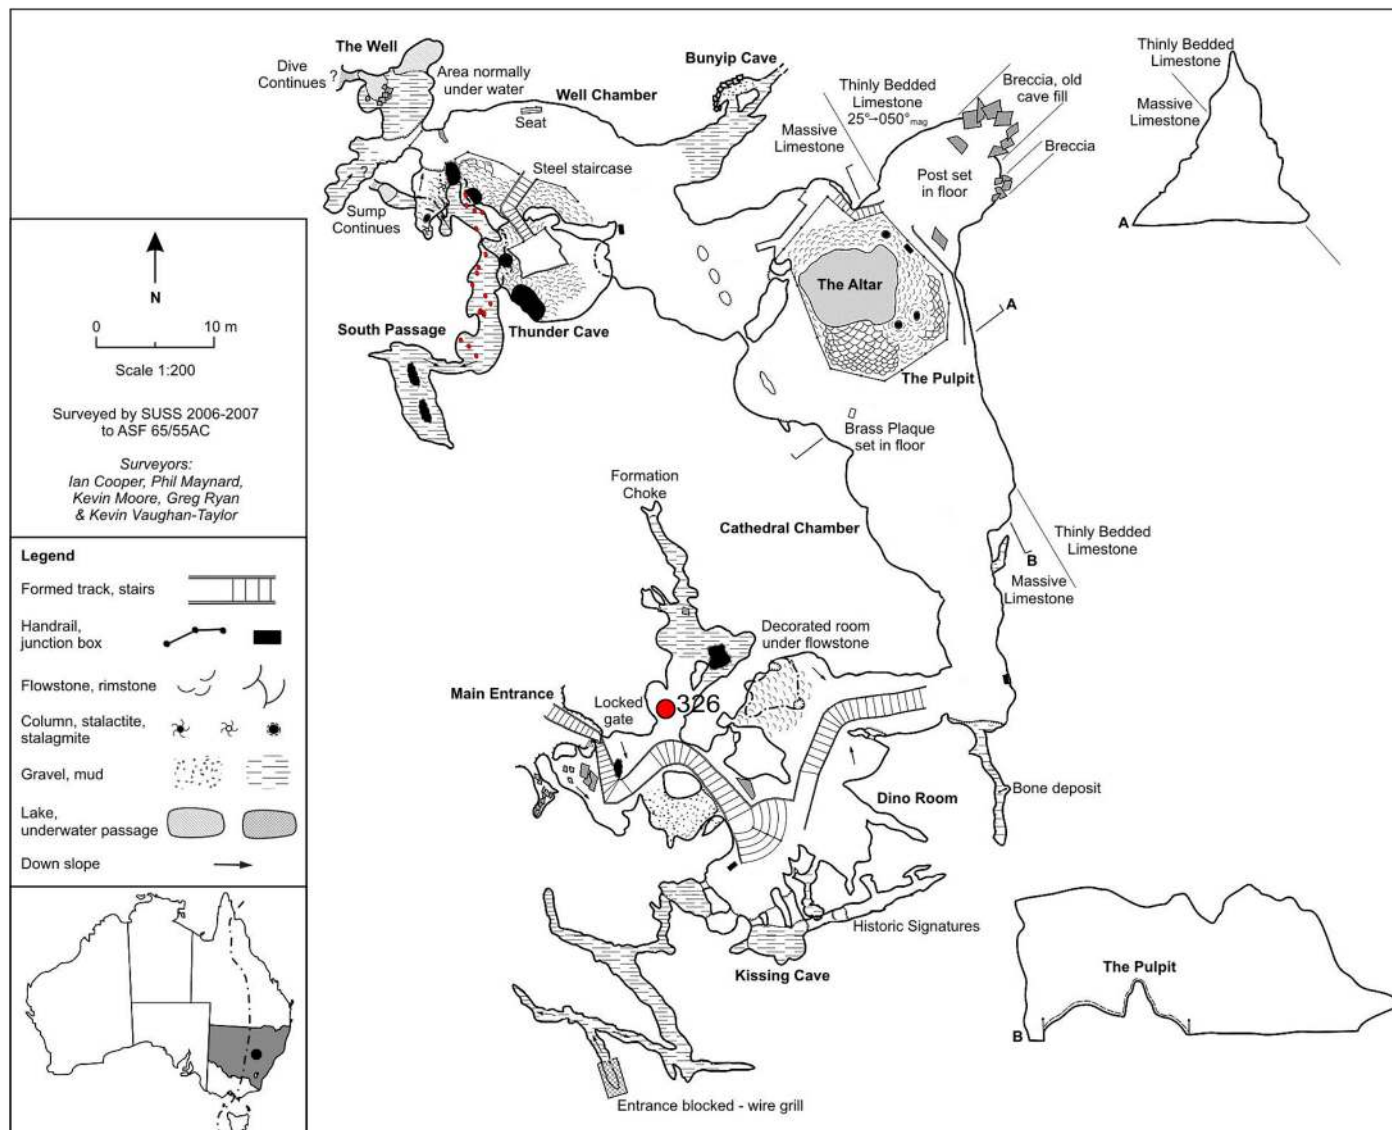 The Well
Dive
Continues
?
Area normally
under water
Well Chamber
Seat
Bunyip Cave
Thinly Bedded
Limestone
25°→050°mag
Massive
Limestone
Breccia, old
cave fill
Breccia
Post set
in floor
Thinly Bedded
Limestone
Massive
Limestone
A
Steel staircase
?
Sump
Continues
The Altar
A
South Passage
Thunder Cave
The Pulpit
Brass Plaque
set in floor
N
0
10 m
Scale 1:200
Surveyed by SUSS 2006-2007
to ASF 65/55AC
Surveyors:
Ian Cooper, Phil Maynard,
Kevin Moore, Greg Ryan
& Kevin Vaughan-Taylor
Formation
Choke
Cathedral Chamber
Thinly Bedded
Limestone
B
Massive
Limestone
Legend
Formed track, stairs
Handrail,
junction box
Flowstone, rimstone
Column, stalactite,
stalagmite
Gravel, mud
Lake,
underwater passage
Down slope
Decorated room
under flowstone
Main Entrance
Locked
gate
326
Dino Room
Bone deposit
Historic Signatures
Kissing Cave
Entrance blocked - wire grill
The Pulpit
B